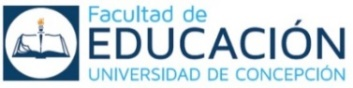 Facultad de
EDUCACIÓN
UNIVERSIDAD DE CONCEPCIÓN